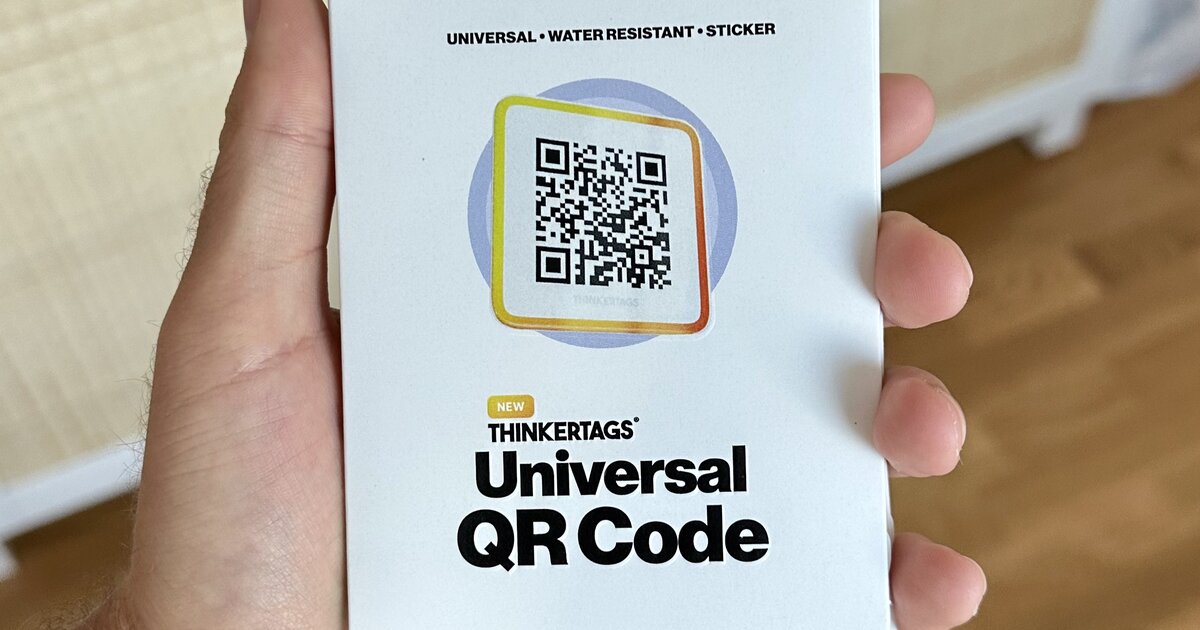 UNIVERSAL • WATER RESISTANT • STICKER
THINKERTAGS
NEW
THINKERTAGS®
Universal
QR Code